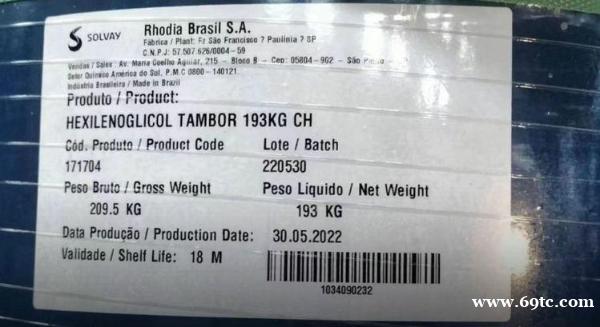 SOLVAY
Rhodia Brasil S.A.
Fábrica / Plant: Fz São Francisco ? Paulínia ? SP
C.N.P.J: 57.507.626/0004-59
Vendas / Sales: Av. Maria Coelho Aguiar, 215 - Bloco B - Cep: 05804-902 - São
Setor Químico América do Sul, P.M.C 0800-140121
Indústria Brasileira / Made in Brazil
Produto / Product:
HEXILENOGLICOL TAMBOR 193KG CH
Cód. Produto / Product Code Lote / Batch
171704 220530
Peso Bruto / Gross Weight Peso Líquido / Net Weight
209.5 KG 193 KG
Data Produção / Production Date: 30.05.2022
Validade / Shelf Life: 18 M
1034090232
www.69tc.com